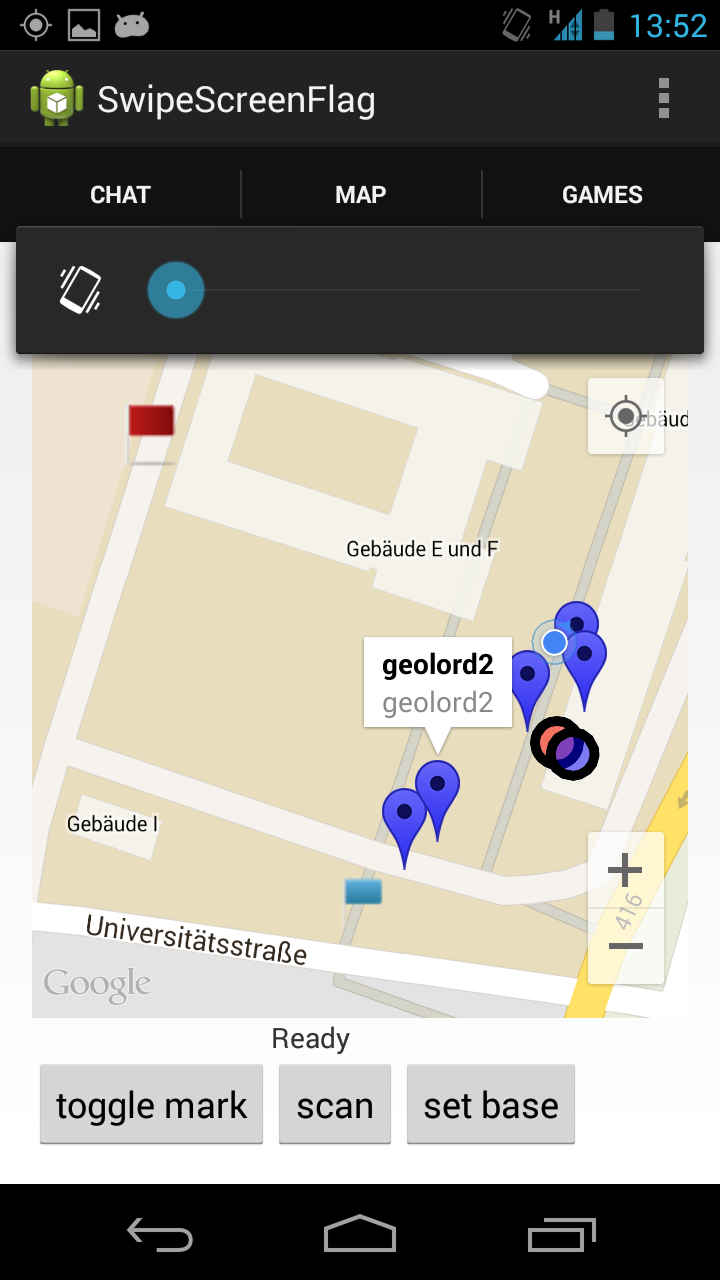 H 13:52
SwipeScreenFlag
CHAT MAP GAMES
Gebäud
Gebäude E und F
geolord2
geolord2
Gebäude I
416
Universitätsstraße
Google
Ready
toggle mark scan set base